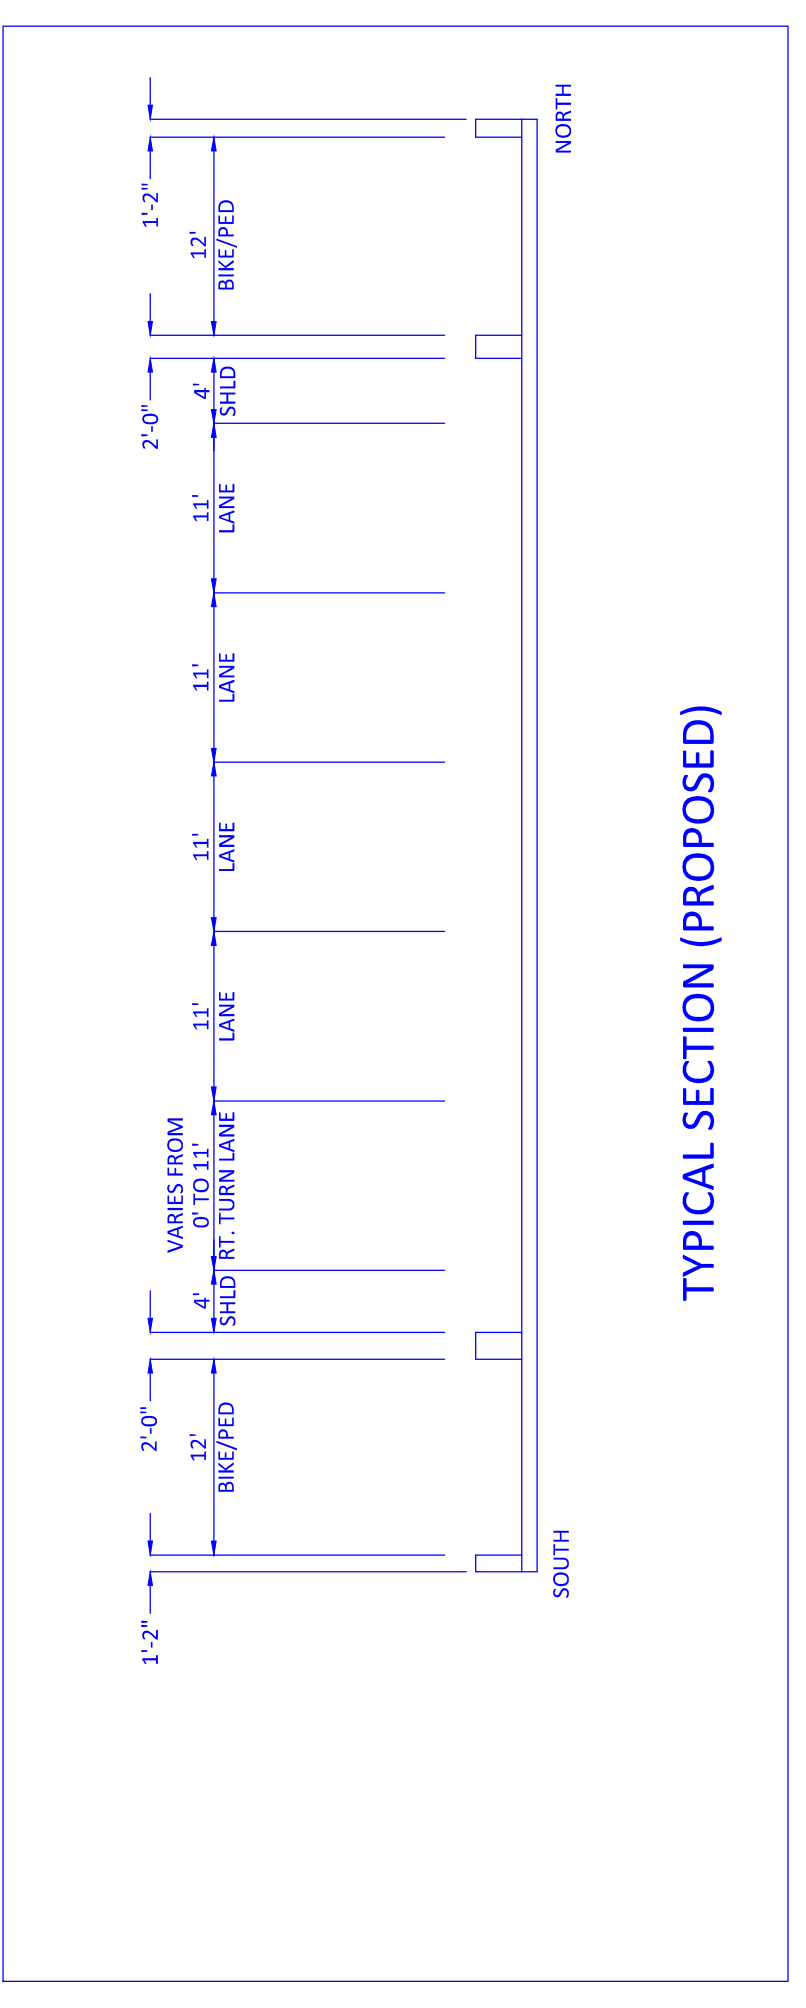 1'-2"
2'-0"
2'-0"
1'-2"
12'
BIKE/PED
4'
SHLD
VARIES FROM
0' TO 11'
RT. TURN LANE
11'
LANE
11'
LANE
11'
LANE
11'
LANE
4'
SHLD
12'
BIKE/PED
SOUTH
NORTH
TYPICAL SECTION (PROPOSED)